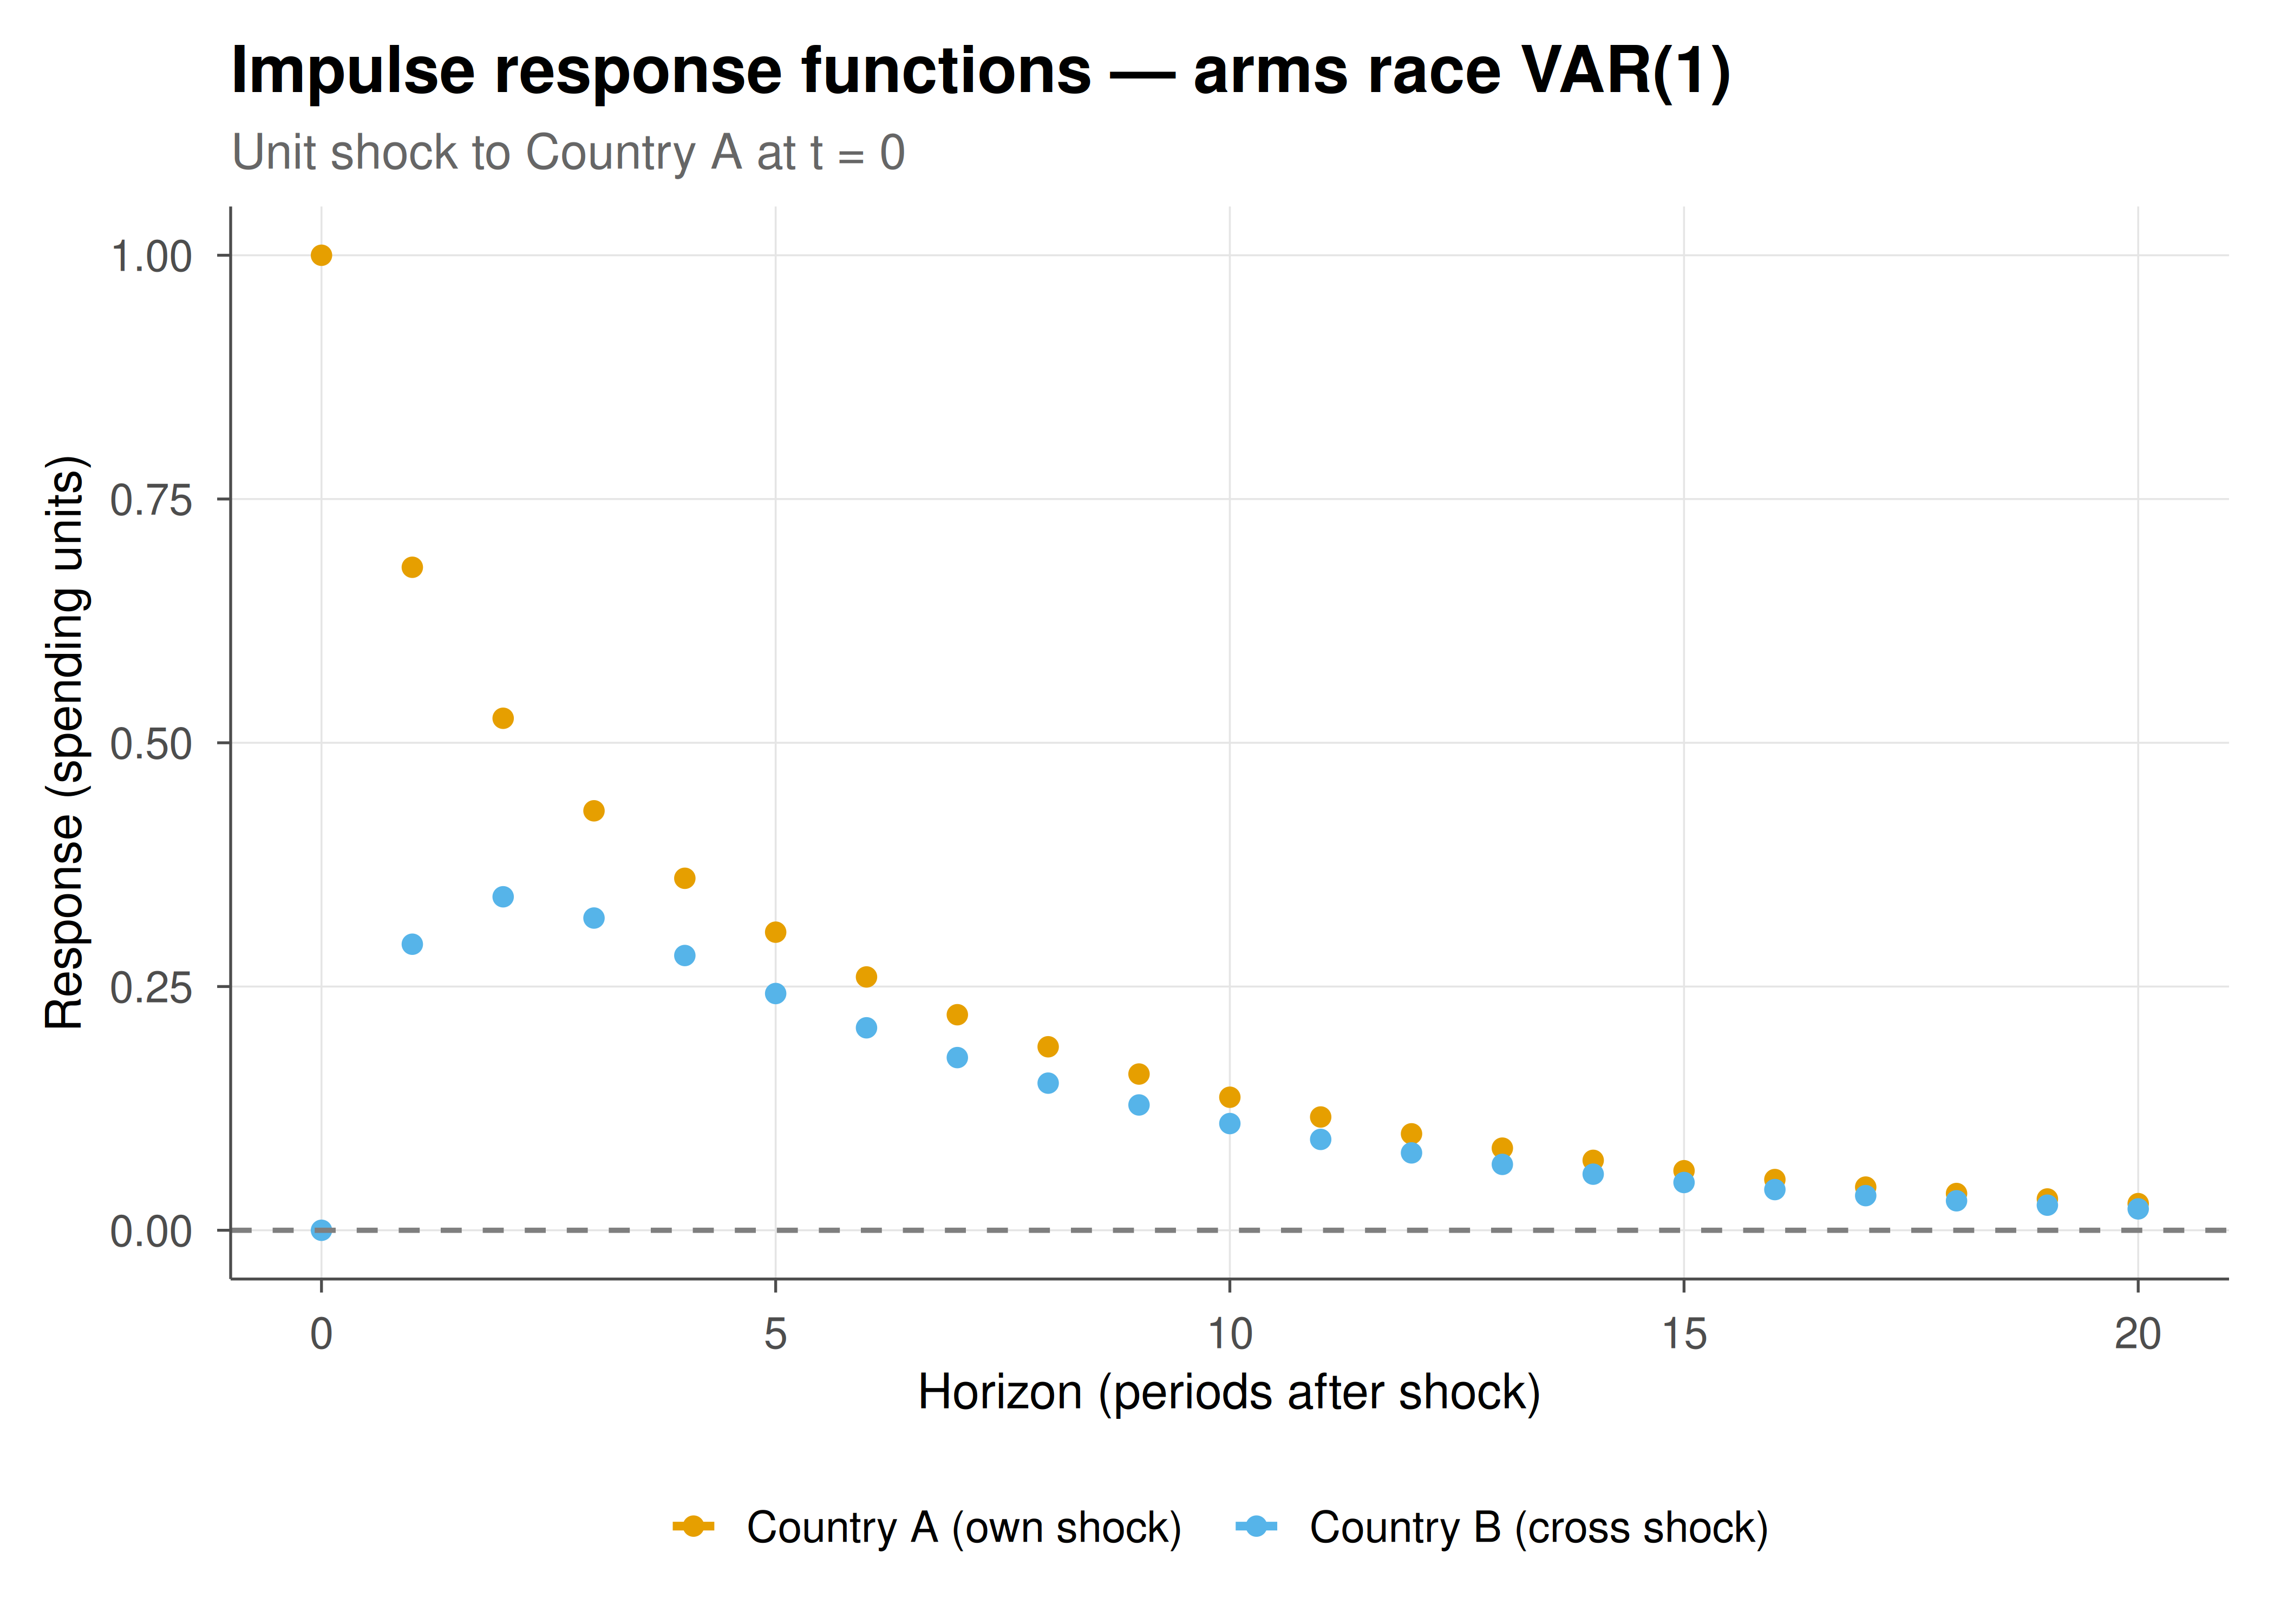 Impulse response functions — arms race VAR(1)
Unit shock to Country A at t = 0
Response (spending units)
1.00
0.75
0.50
0.25
0.00
0 5 10 15 20
Horizon (periods after shock)
Country A (own shock) Country B (cross shock)